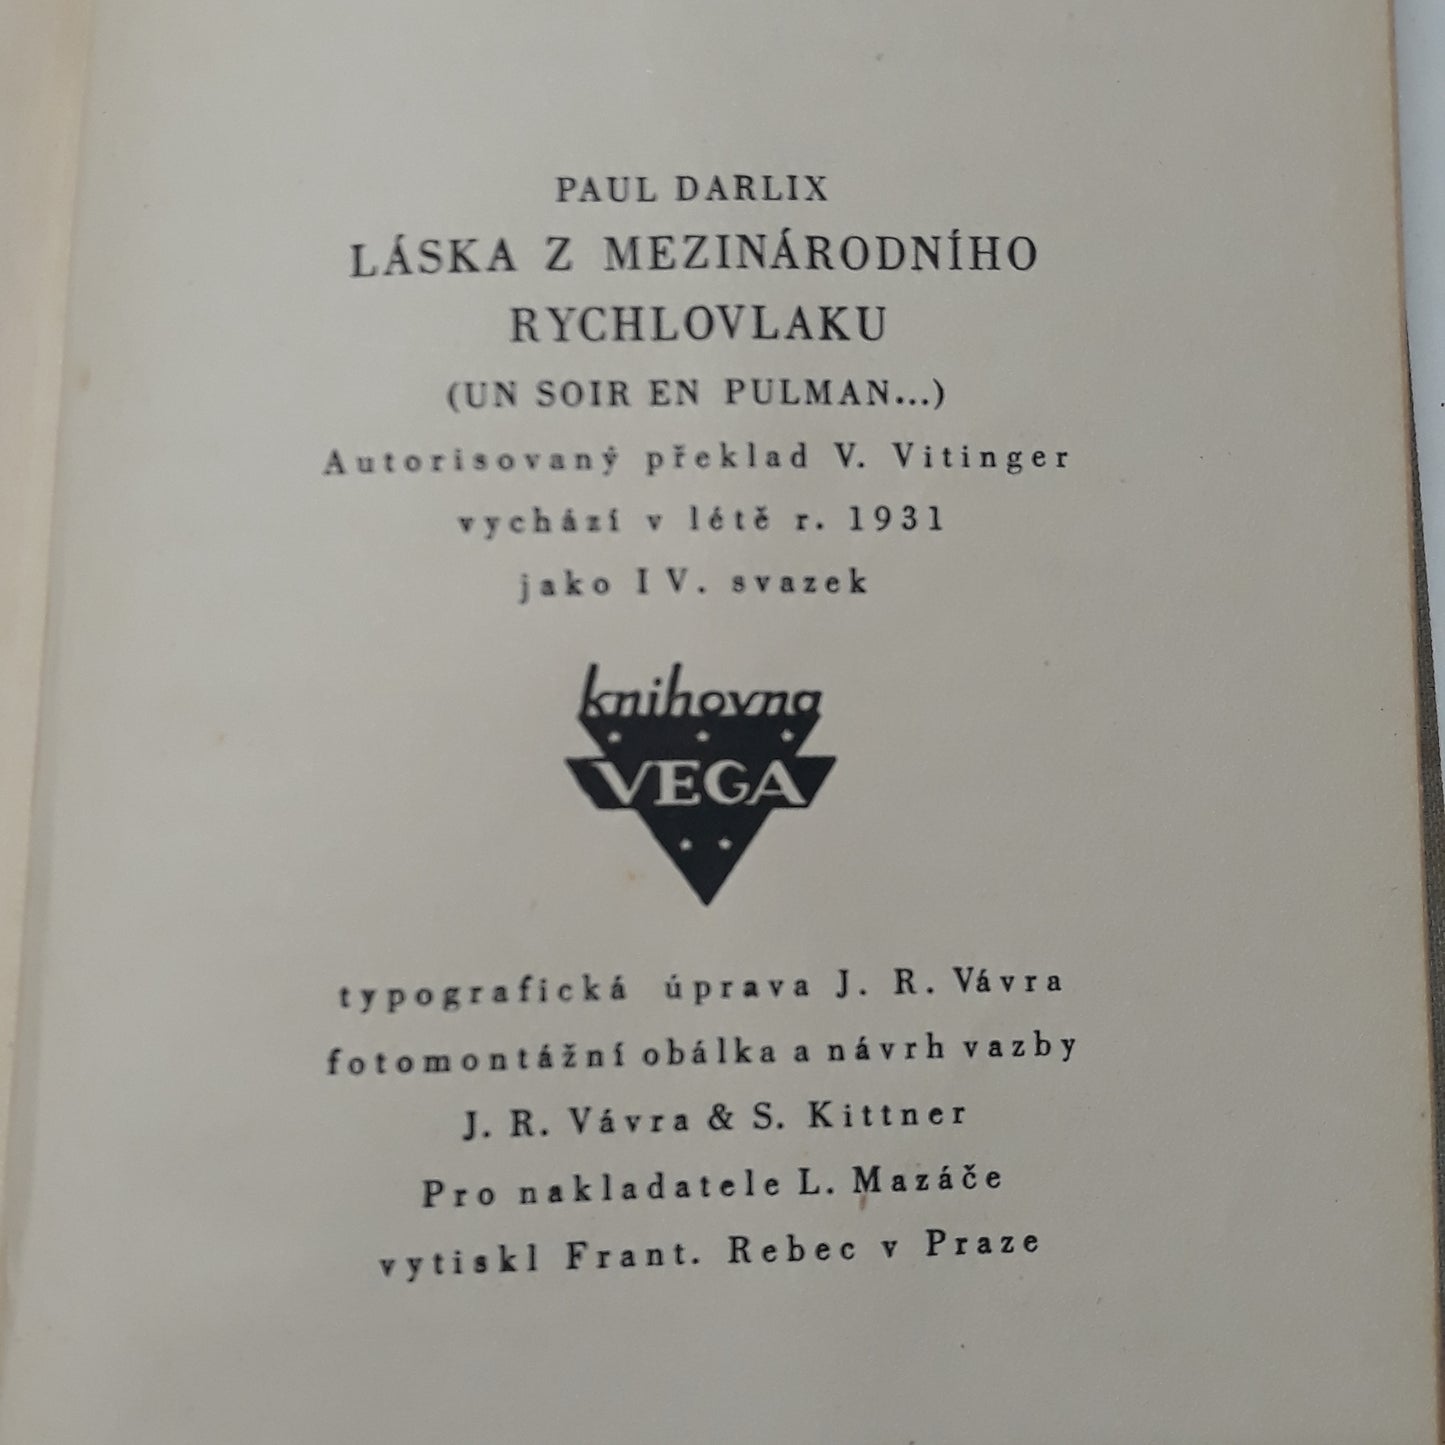 PAUL DARLIX
LÁSKA Z MEZINÁRODNÍHO
RYCHLOVLAKU
(UN SOIR EN PULMAN...)
Autorisovaný překlad V. Vitinger
vychází v létě r. 1931
jako IV. svazek
knihovna
VEGA
typografická úprava J. R. Vávra
fotomontážní obálka a návrh vazby
J. R. Vávra & S. Kittner
Pro nakladatele L. Mazáče
vytiskl Frant. Rebec v Praze